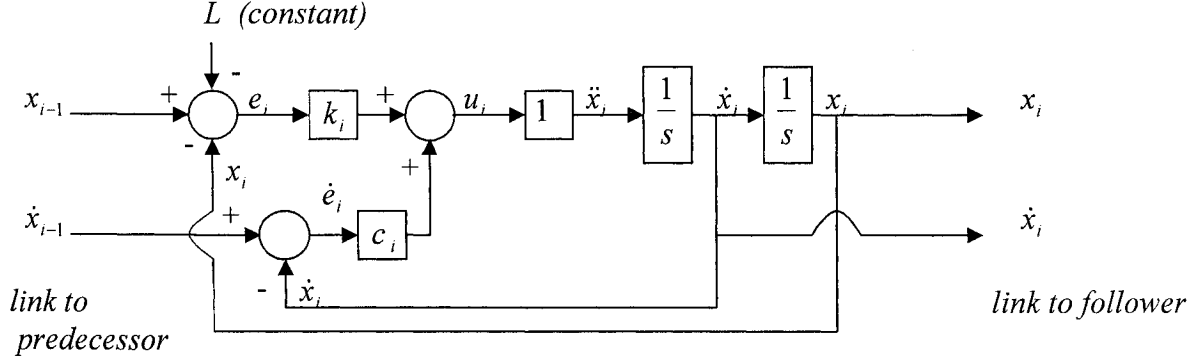 L (constant)
-
x_{i-1}
+
e_i
k_i
+
u_i
1
ẍ_i
1/s
ẋ_i
1/s
x_i
x_i
-
x_i
+
ẋ_{i-1}
+
ė_i
c_i
ẋ_i
-
ẋ_i
link to
predecessor
link to follower